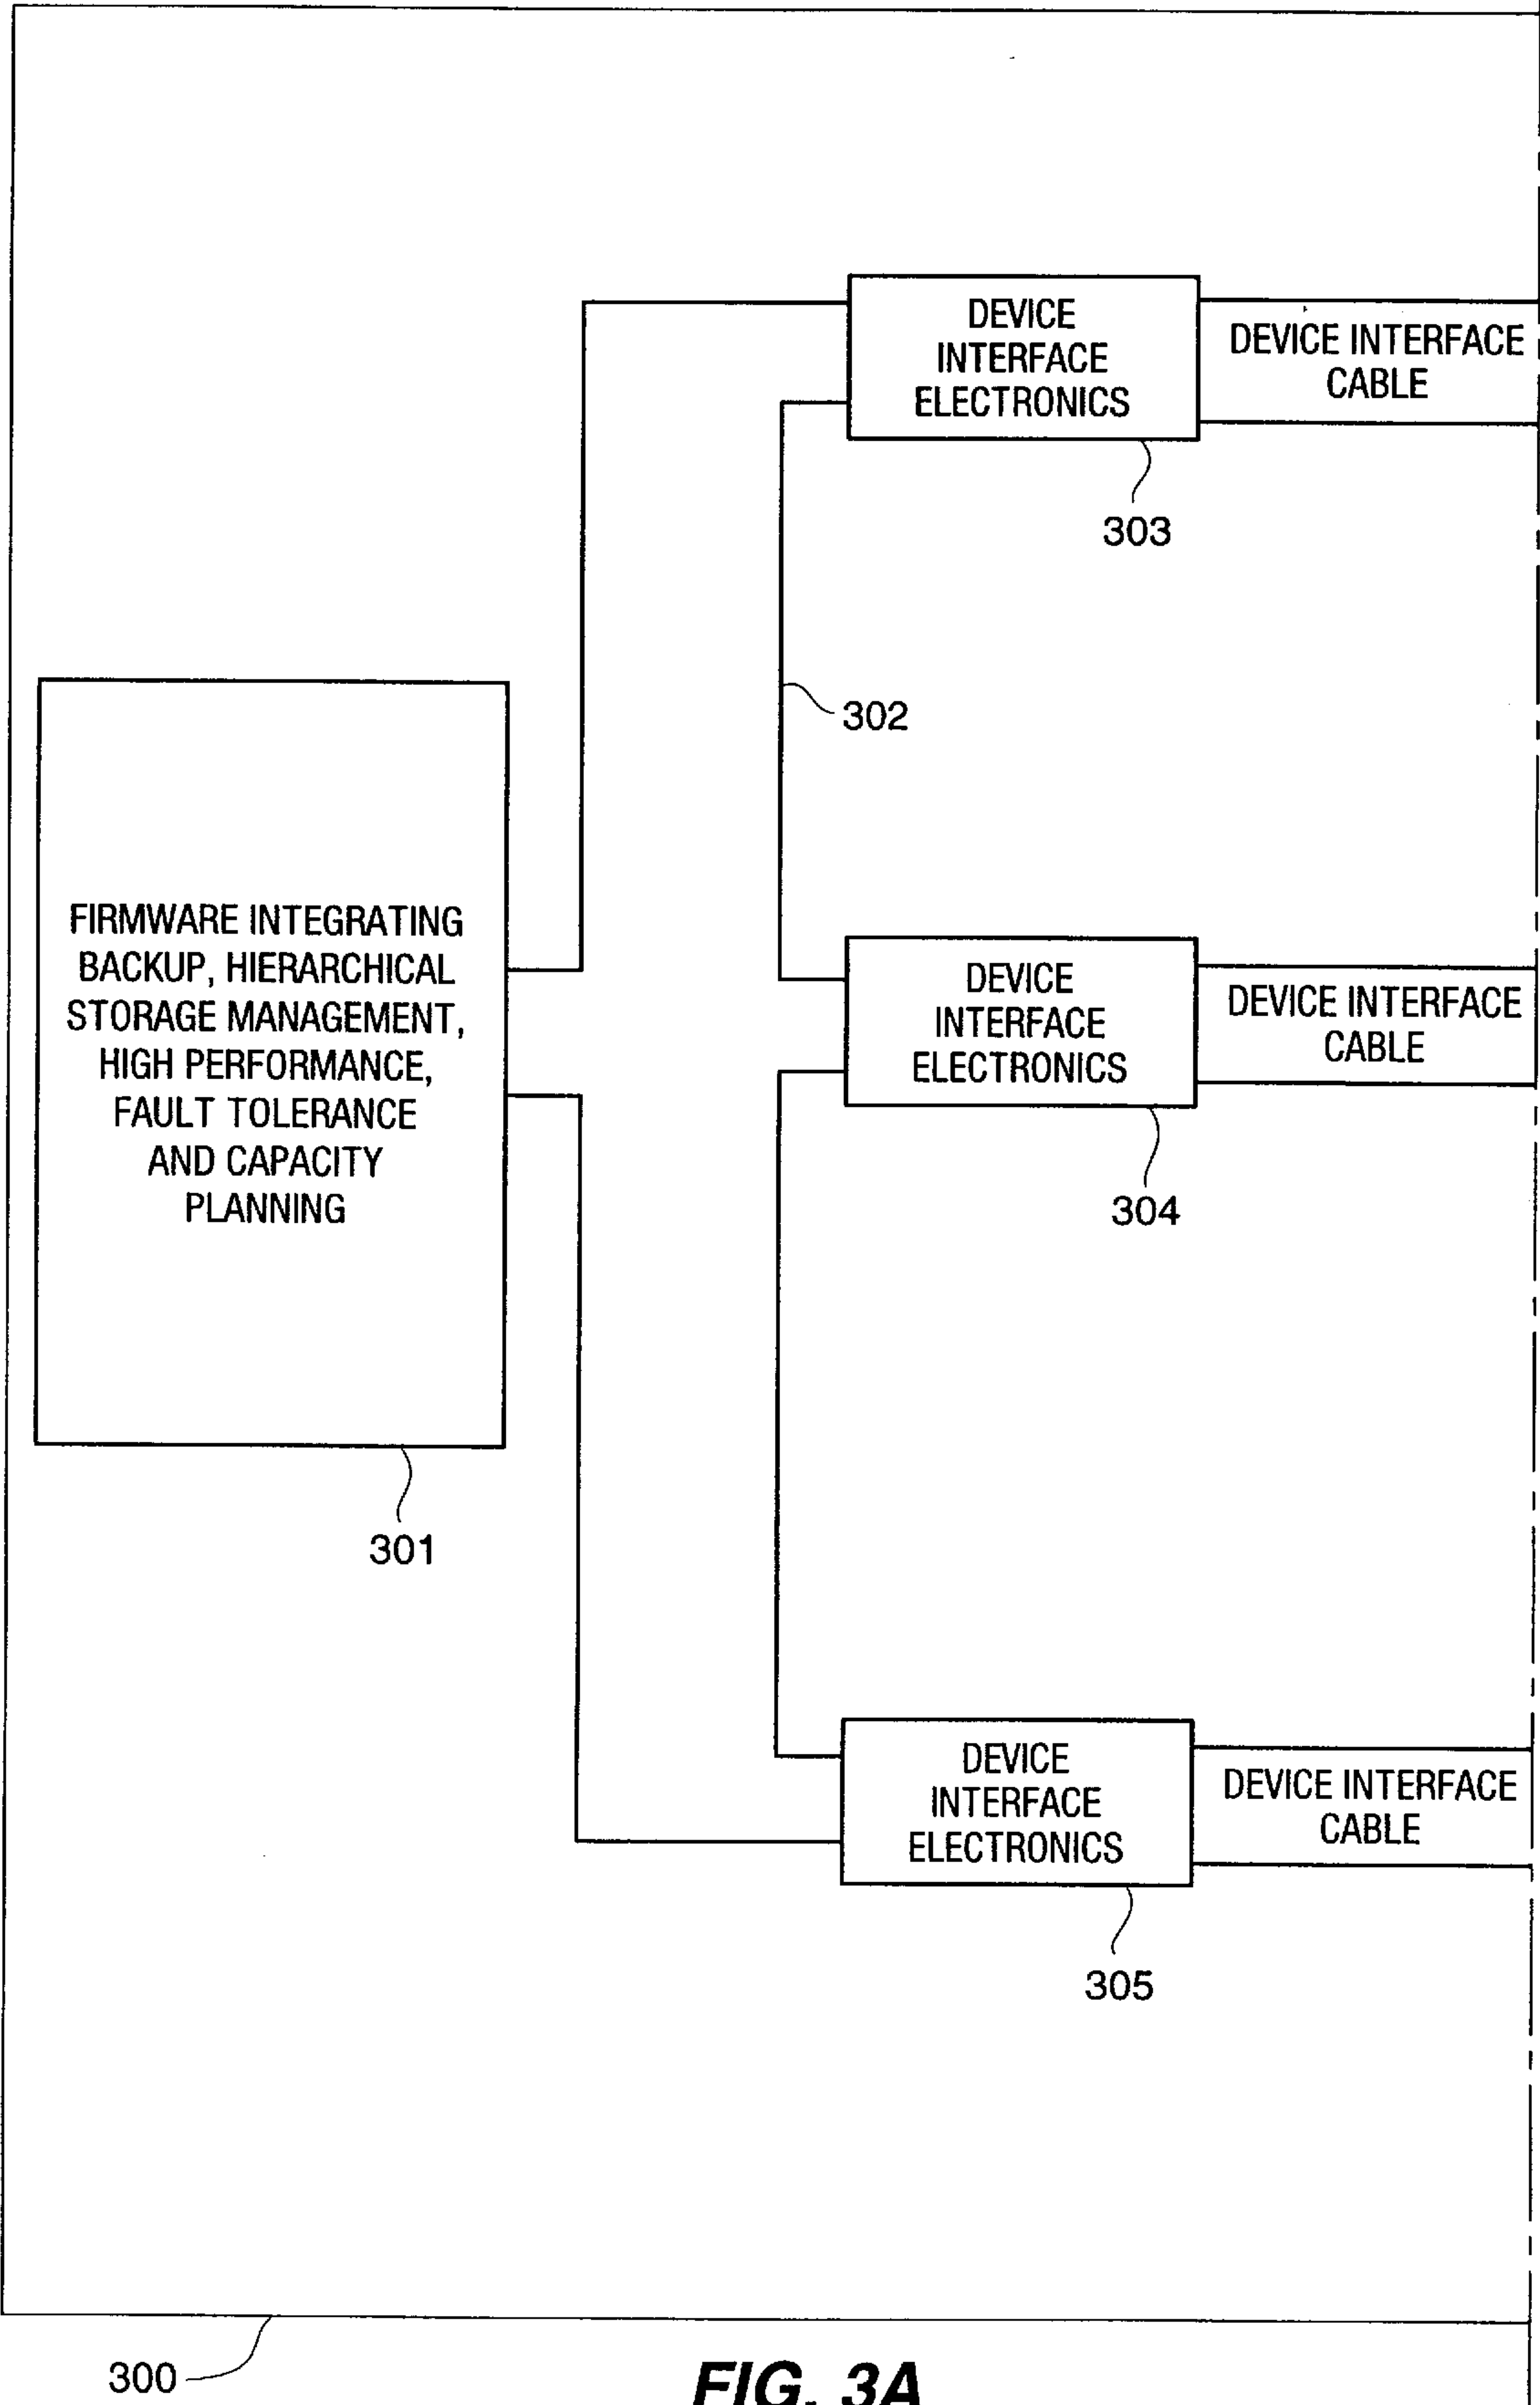 DEVICE
INTERFACE
ELECTRONICS
DEVICE INTERFACE
CABLE
303
302
FIRMWARE INTEGRATING
BACKUP, HIERARCHICAL
STORAGE MANAGEMENT,
HIGH PERFORMANCE,
FAULT TOLERANCE
AND CAPACITY
PLANNING
301
DEVICE
INTERFACE
ELECTRONICS
DEVICE INTERFACE
CABLE
304
DEVICE
INTERFACE
ELECTRONICS
DEVICE INTERFACE
CABLE
305
300
FIG. 3A